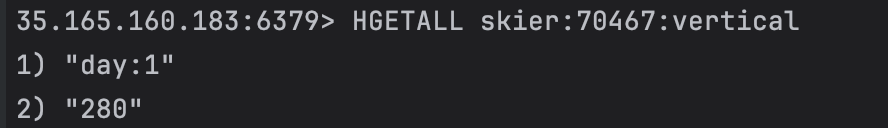 35.165.160.183:6379> HGETALL skier:70467:vertical
1) "day:1"
2) "280"